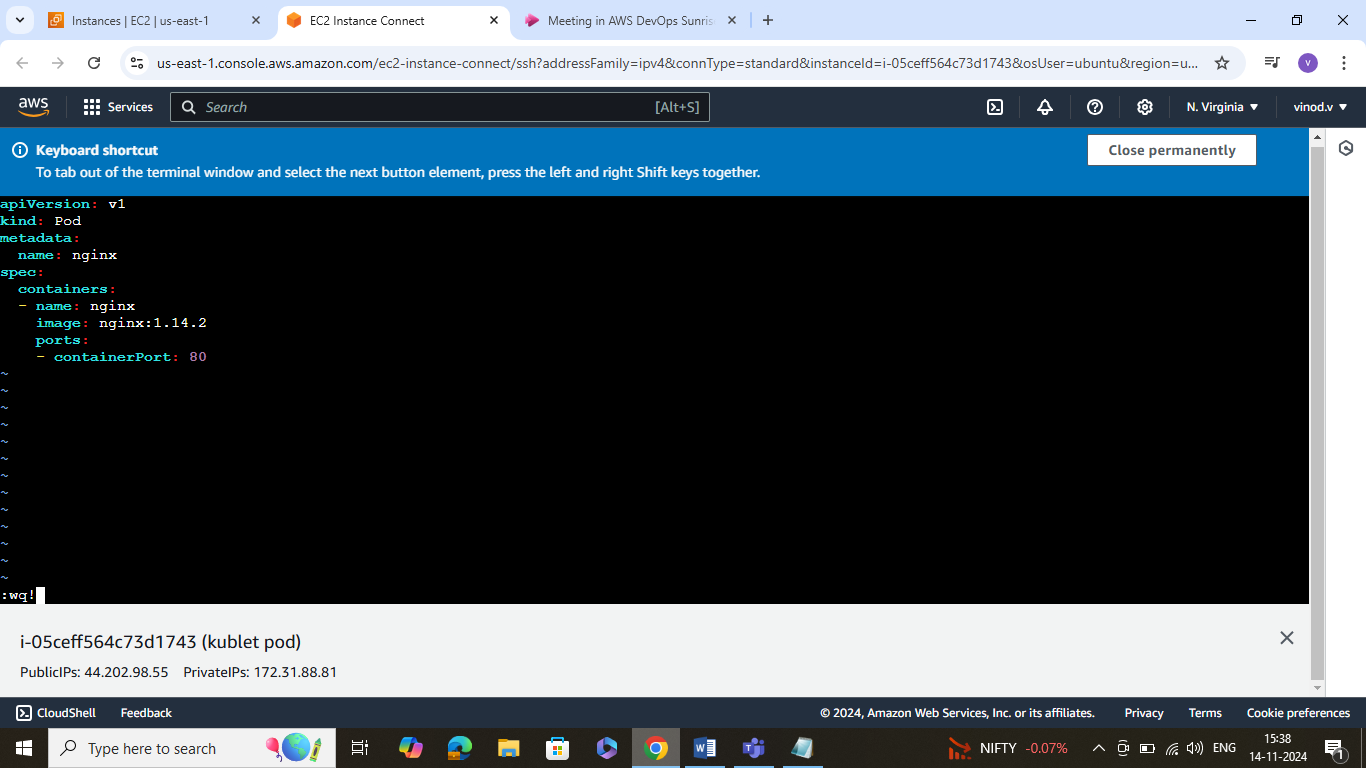 Instances | EC2 | us-east-1
EC2 Instance Connect
Meeting in AWS DevOps Sunris
us-east-1.console.aws.amazon.com/ec2-instance-connect/ssh?addressFamily=ipv4&connType=standard&instanceId=i-05ceff564c73d1743&osUser=ubuntu&region=u...
V
aws
Services
Search
[Alt+S]
N. Virginia
vinod.v
Keyboard shortcut
To tab out of the terminal window and select the next button element, press the left and right Shift keys together.
Close permanently
apiVersion: v1
kind: Pod
metadata:
  name: nginx
spec:
  containers:
  - name: nginx
    image: nginx:1.14.2
    ports:
    - containerPort: 80
~
~
~
~
~
~
~
~
~
~
~
~
~
:wq!
i-05ceff564c73d1743 (kublet pod)
PublicIPs: 44.202.98.55 PrivateIPs: 172.31.88.81
CloudShell
Feedback
© 2024, Amazon Web Services, Inc. or its affiliates.
Privacy
Terms
Cookie preferences
Type here to search
NIFTY -0.07%
ENG
15:38
14-11-2024
1